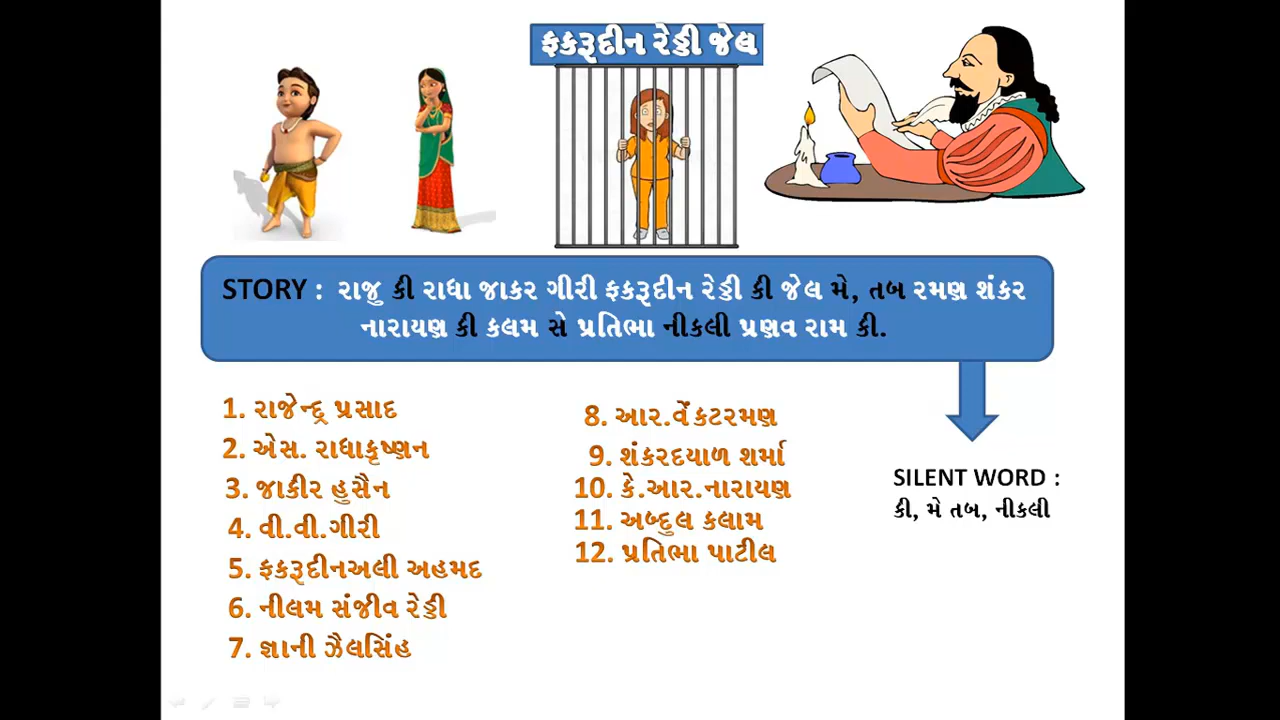 ફકરૂદીન રેડ્ડી જેલ
STORY : રાજુ કી રાધા જાકર ગીરી ફકરૂદીન રેડ્ડી કી જેલ મે, તબ રમણ શંકર
નારાયણ કી કલમ સે પ્રતિભા નીકલી પ્રણવ રામ કી.
1. રાજેન્દ્ર પ્રસાદ
2. એસ. રાધાકૃષ્ણન
3. જાકીર હુસૈન
4. વી.વી.ગીરી
5. ફકરૂદીનઅલી અહમદ
6. નીલમ સંજીવ રેડ્ડી
7. જ્ઞાની ઝૈલસિંહ
8. આર.વેંકટરમણ
9. શંકરદયાળ શર્મા
10. કે.આર.નારાયણ
11. અબ્દુલ કલામ
12. પ્રતિભા પાટીલ
SILENT WORD :
કી, મે તબ, નીકલી